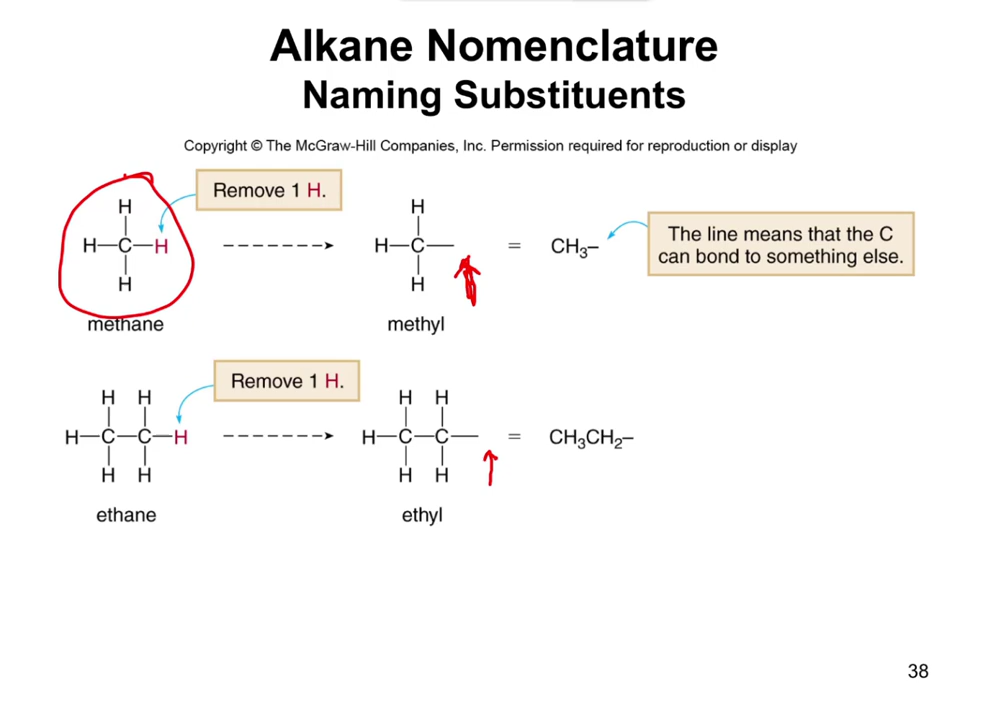 Alkane Nomenclature
Naming Substituents
Copyright © The McGraw-Hill Companies, Inc. Permission required for reproduction or display
Remove 1 H.
H
H—C—H
H
methane
H
H—C—
H
methyl
= CH₃–
The line means that the C
can bond to something else.
Remove 1 H.
H H
H—C—C—H
H H
ethane
H H
H—C—C—
H H
ethyl
= CH₃CH₂–
38